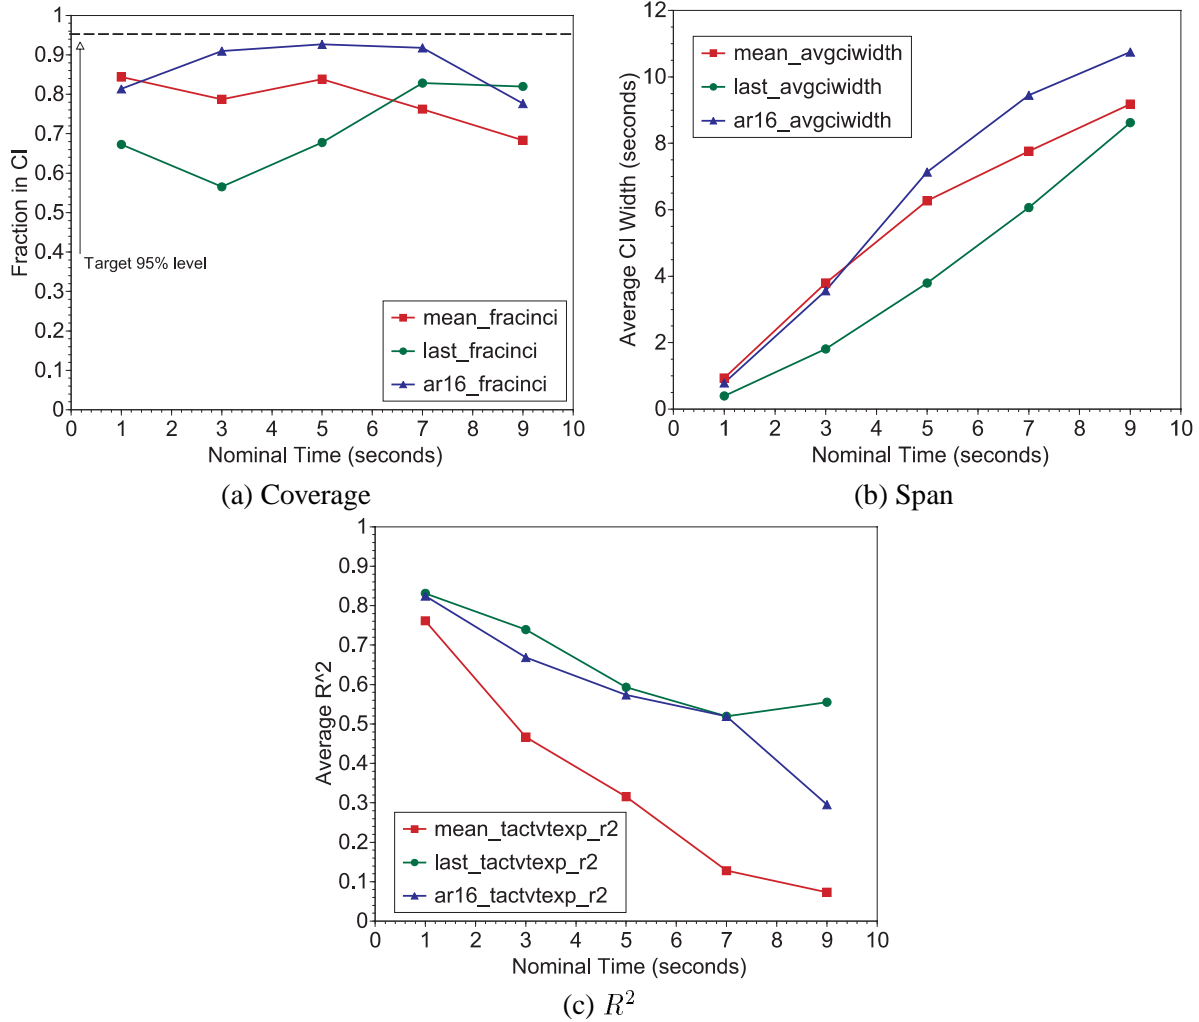 1
0.9
0.8
0.7
0.6
0.5
0.4
0.3
0.2
0.1
0
Fraction in CI
Target 95% level
mean_fracinci
last_fracinci
ar16_fracinci
0 1 2 3 4 5 6 7 8 9 10
Nominal Time (seconds)
(a) Coverage
12
10
8
6
4
2
0
Average CI Width (seconds)
mean_avgciwidth
last_avgciwidth
ar16_avgciwidth
0 1 2 3 4 5 6 7 8 9 10
Nominal Time (seconds)
(b) Span
1
0.9
0.8
0.7
0.6
0.5
0.4
0.3
0.2
0.1
0
Average R^2
mean_tactvtexp_r2
last_tactvtexp_r2
ar16_tactvtexp_r2
0 1 2 3 4 5 6 7 8 9 10
Nominal Time (seconds)
(c) R²